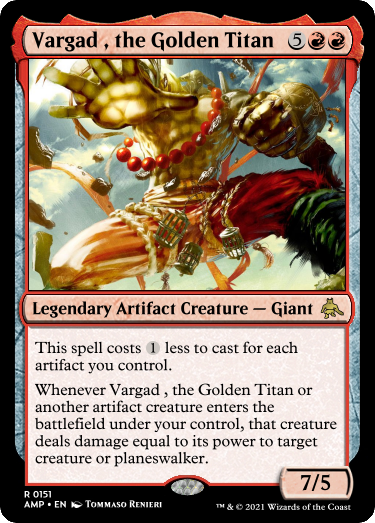 Vargad , the Golden Titan 5
Legendary Artifact Creature — Giant
This spell costs 1 less to cast for each
artifact you control.
Whenever Vargad , the Golden Titan or
another artifact creature enters the
battlefield under your control, that creature
deals damage equal to its power to target
creature or planeswalker.
7/5
R 0151
AMP • EN Tommaso Renieri
™ & © 2021 Wizards of the Coast